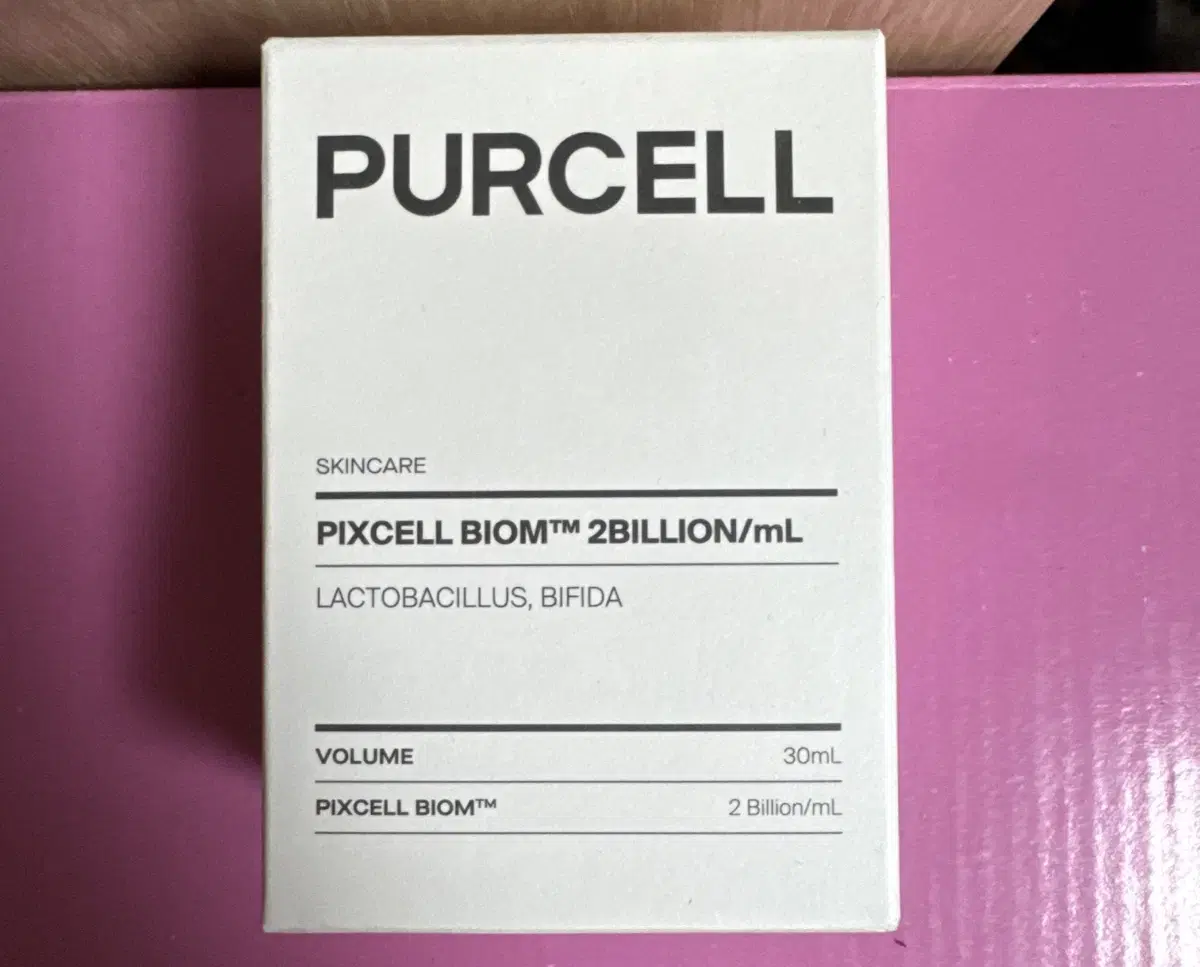 PURCELL
SKINCARE
PIXCELL BIOM™ 2BILLION/mL
LACTOBACILLUS, BIFIDA
VOLUME 30mL
PIXCELL BIOM™ 2 Billion/mL